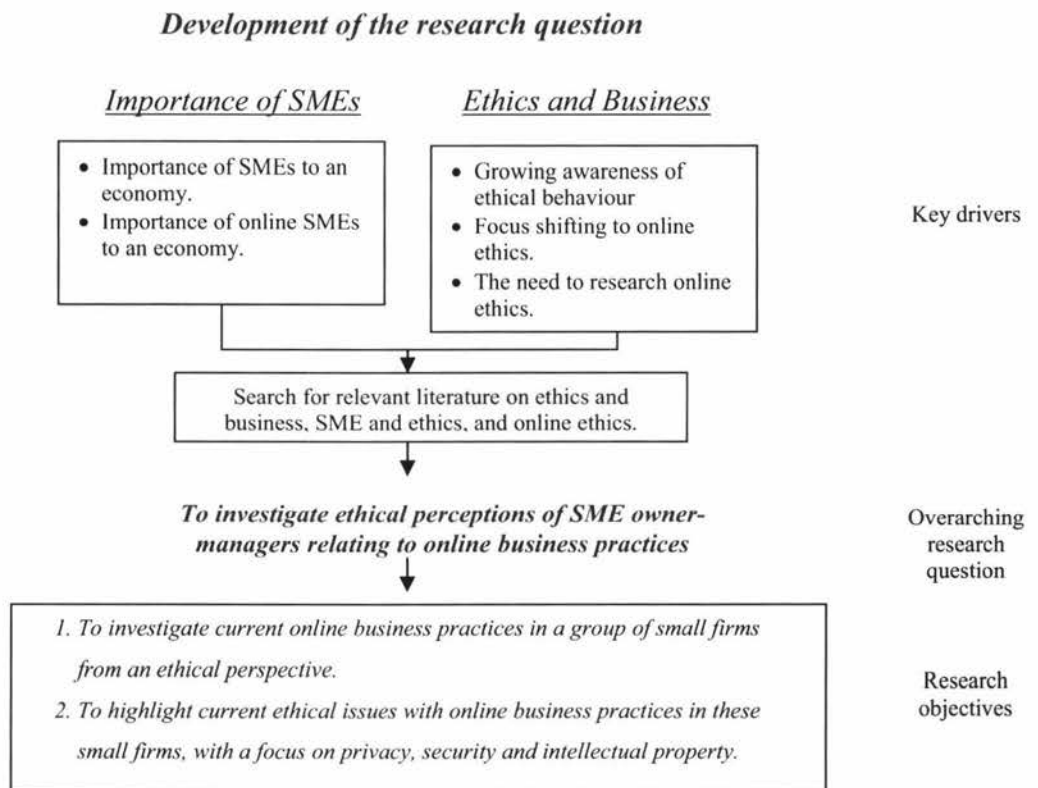 Development of the research question
Importance of SMEs
• Importance of SMEs to an
economy.
• Importance of online SMEs
to an economy.
Ethics and Business
• Growing awareness of
ethical behaviour
• Focus shifting to online
ethics.
• The need to research online
ethics.
Key drivers
Search for relevant literature on ethics and
business, SME and ethics, and online ethics.
To investigate ethical perceptions of SME owner-
managers relating to online business practices
Overarching
research
question
1. To investigate current online business practices in a group of small firms
from an ethical perspective.
2. To highlight current ethical issues with online business practices in these
small firms, with a focus on privacy, security and intellectual property.
Research
objectives